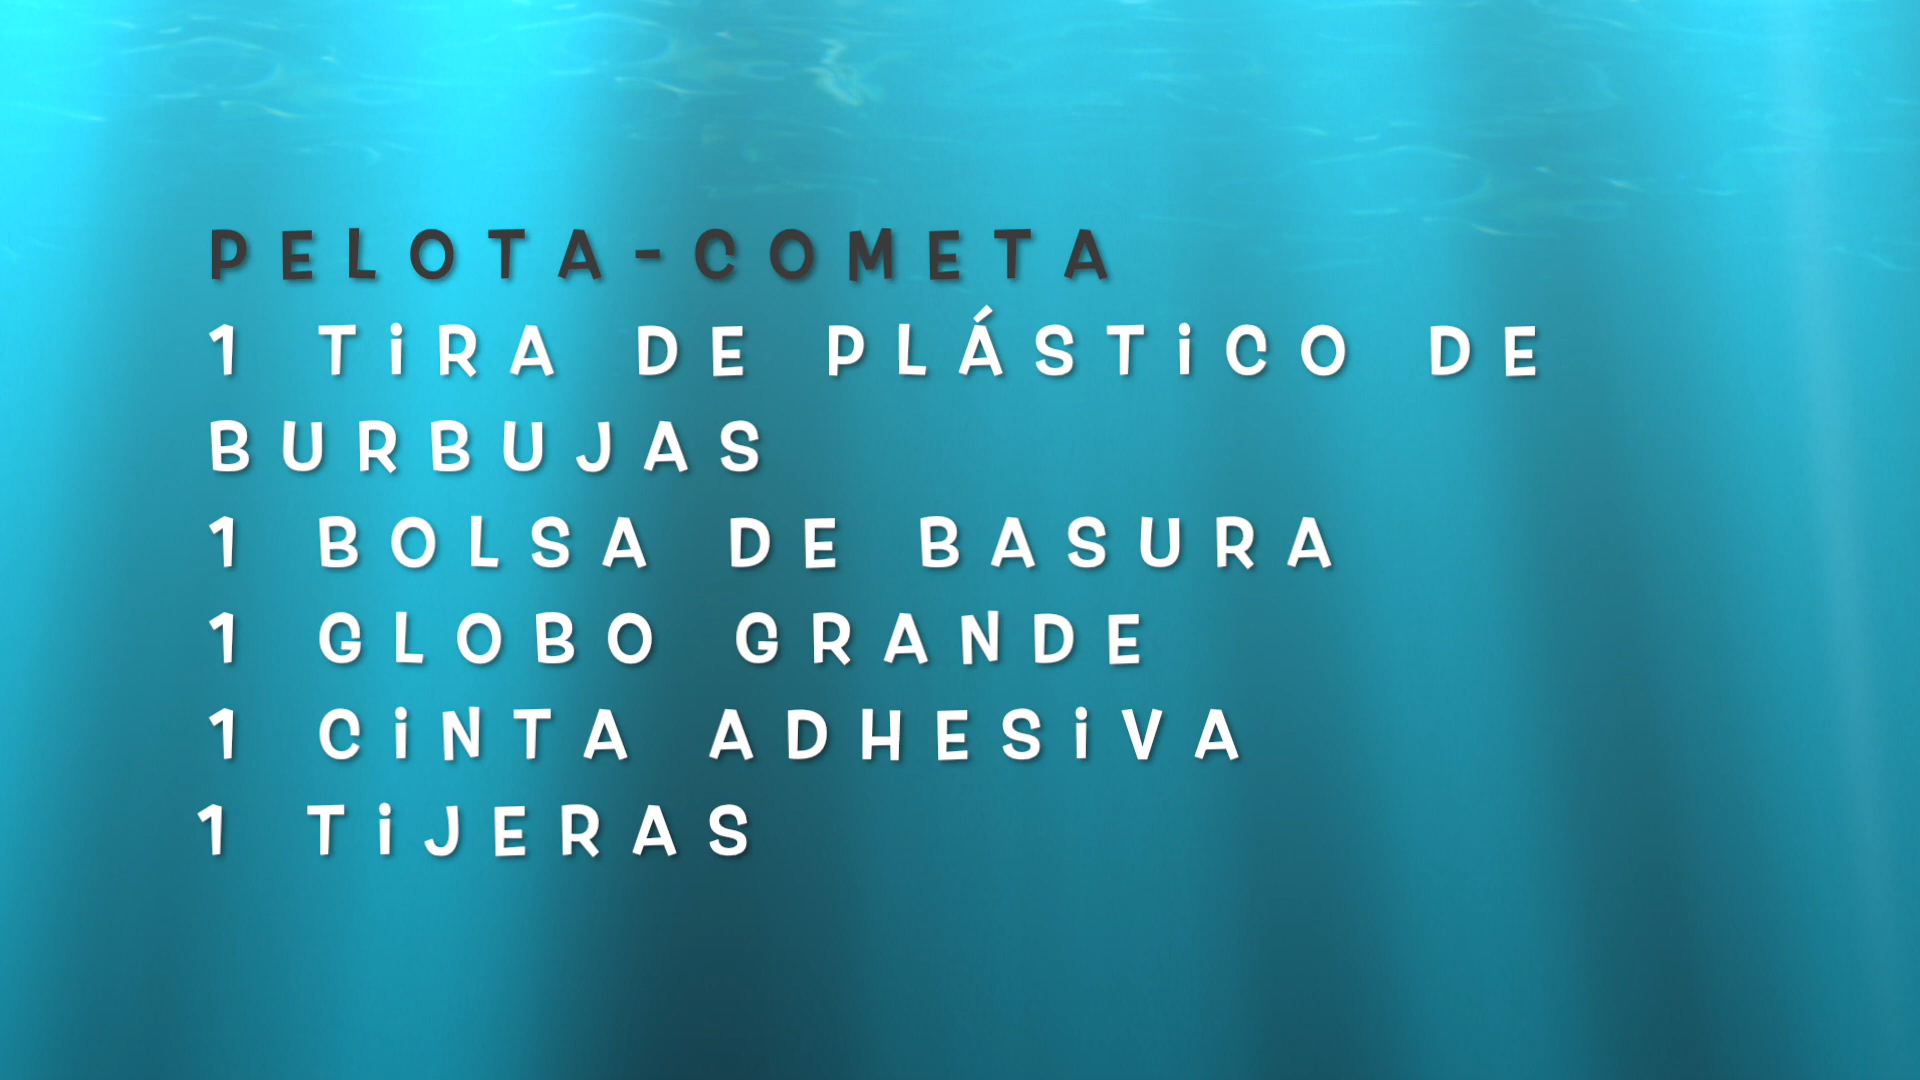 PELOTA-COMETA
1 TiRA DE PLÁSTiCO DE
BURBUJAS
1 BOLSA DE BASURA
1 GLOBO GRANDE
1 CiNTA ADHESiVA
1 TiJERAS